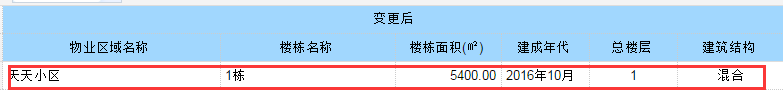 变更后
物业区域名称 楼栋名称 楼栋面积(㎡) 建成年代 总楼层 建筑结构
天天小区 1栋 5400.00 2016年10月 1 混合